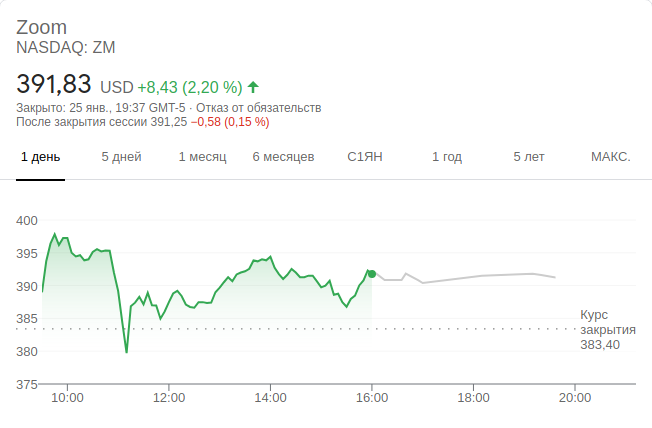 Zoom
NASDAQ: ZM
391,83 USD +8,43 (2,20 %)
Закрыто: 25 янв., 19:37 GMT-5 · Отказ от обязательств
После закрытия сессии 391,25 −0,58 (0,15 %)
1 день 5 дней 1 месяц 6 месяцев С1ЯН 1 год 5 лет МАКС.
400
395
390
385
380
375
Курс
закрытия
383,40
10:00 12:00 14:00 16:00 18:00 20:00